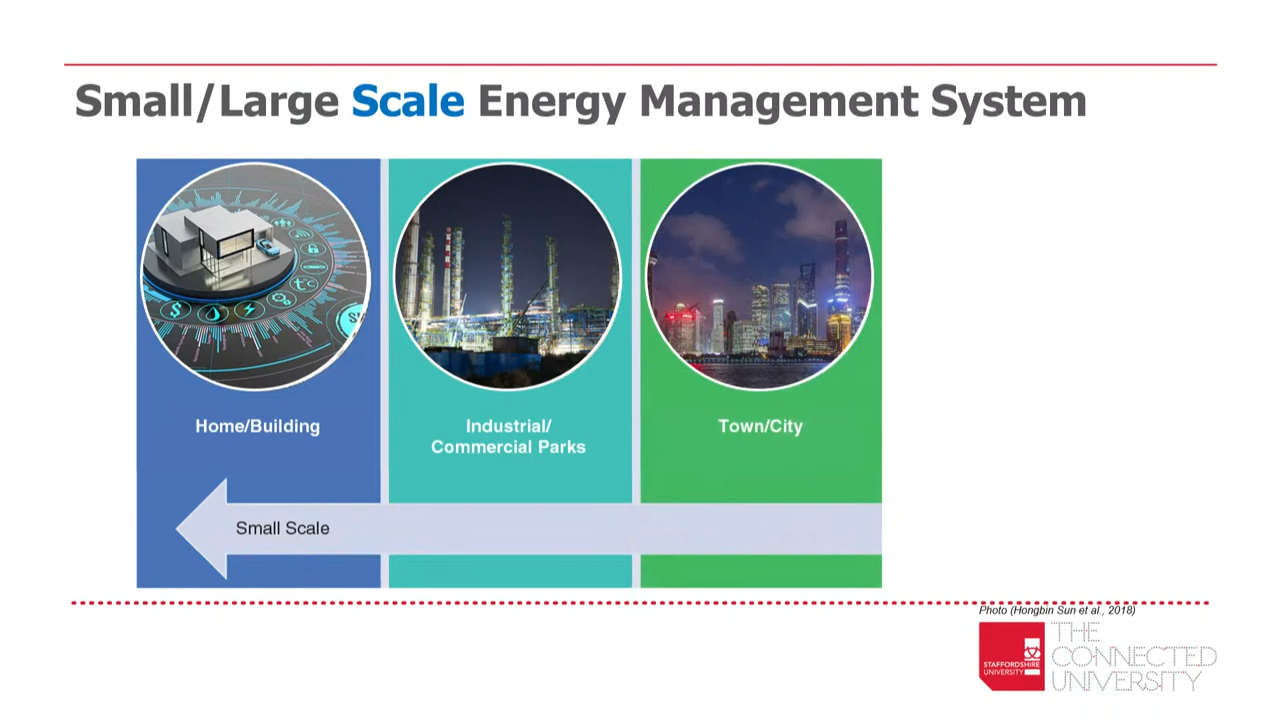 Small/Large Scale Energy Management System
Home/Building
Industrial/
Commercial Parks
Town/City
Small Scale
Photo (Hongbin Sun et al., 2018)
STAFFORDSHIRE
UNIVERSITY
THE
CONNECTED
UNIVERSITY